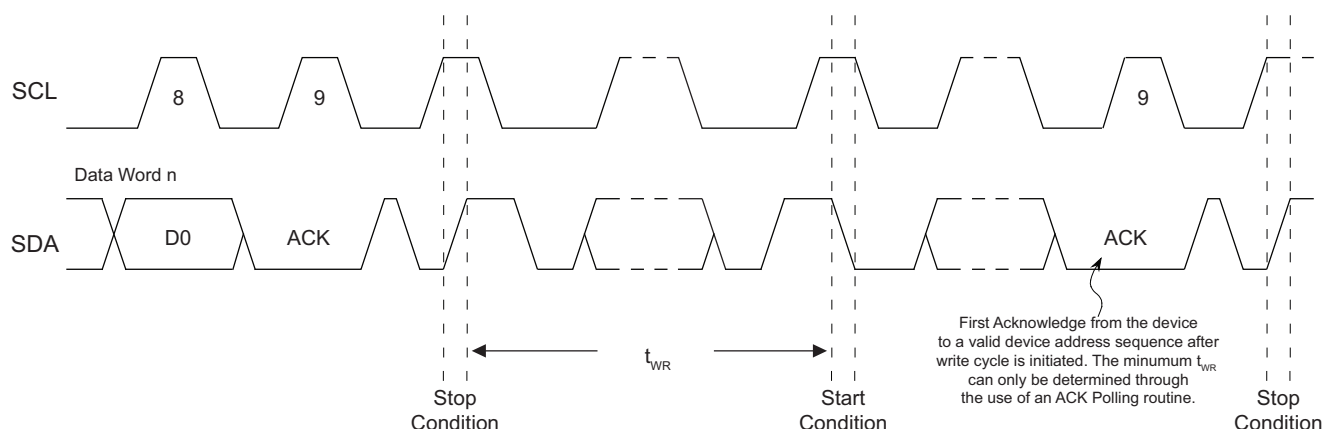 SCL
8
9
9
Data Word n
SDA
D0
ACK
ACK
First Acknowledge from the device
to a valid device address sequence after
write cycle is initiated. The minumum tWR
can only be determined through
the use of an ACK Polling routine.
tWR
Stop
Condition
Start
Condition
Stop
Condition